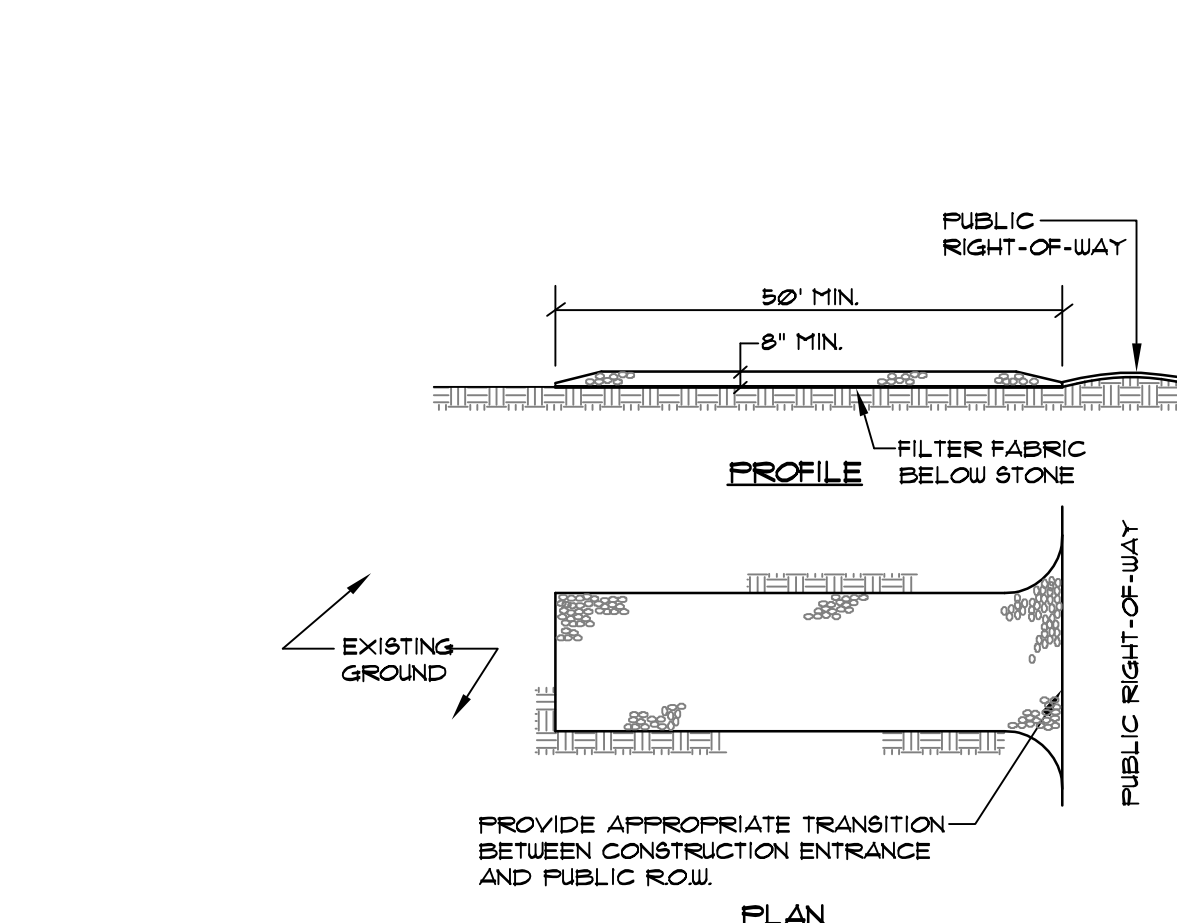 PUBLIC
RIGHT-OF-WAY
50' MIN.
8" MIN.
FILTER FABRIC
BELOW STONE
PROFILE
EXISTING
GROUND
PUBLIC RIGHT-OF-WAY
PROVIDE APPROPRIATE TRANSITION
BETWEEN CONSTRUCTION ENTRANCE
AND PUBLIC R.O.W.
PLAN